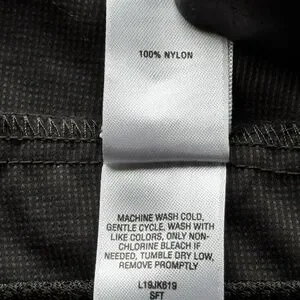 100% NYLON
MACHINE WASH COLD,
GENTLE CYCLE, WASH WITH
LIKE COLORS, ONLY NON-
CHLORINE BLEACH IF
NEEDED, TUMBLE DRY LOW,
REMOVE PROMPTLY
L19JK619
SFT